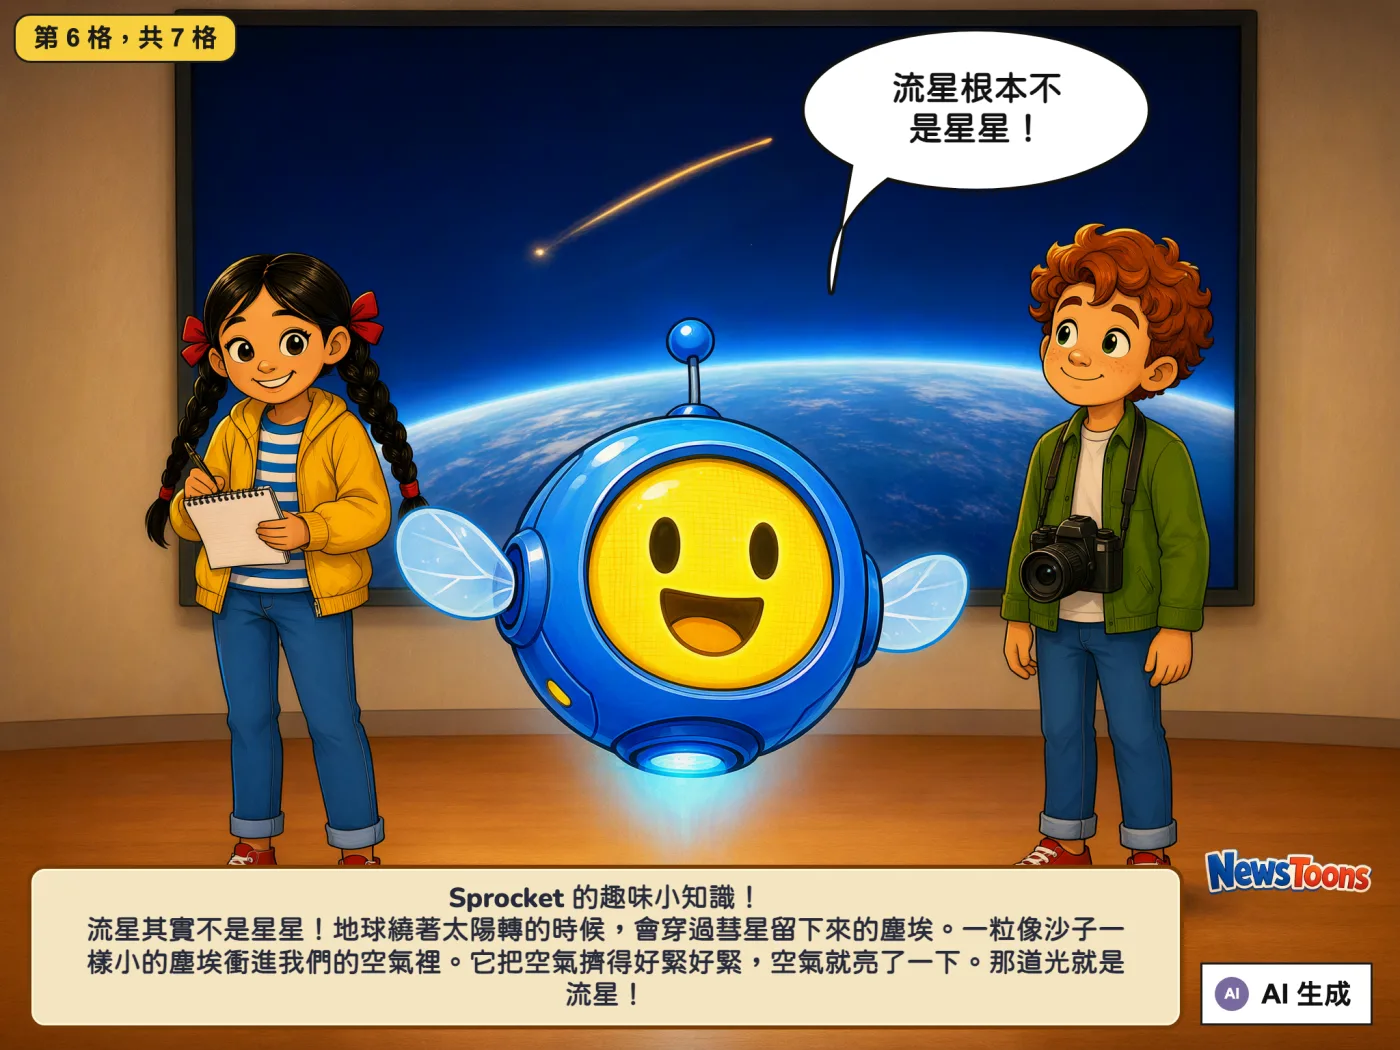 第 6 格，共 7 格
流星根本不
是星星！
Sprocket 的趣味小知識！
流星其實不是星星！地球繞著太陽轉的時候，會穿過彗星留下來的塵埃。一粒像沙子一
樣小的塵埃衝進我們的空氣裡。它把空氣擠得好緊好緊，空氣就亮了一下。那道光就是
流星！
NewsToons
AI AI 生成